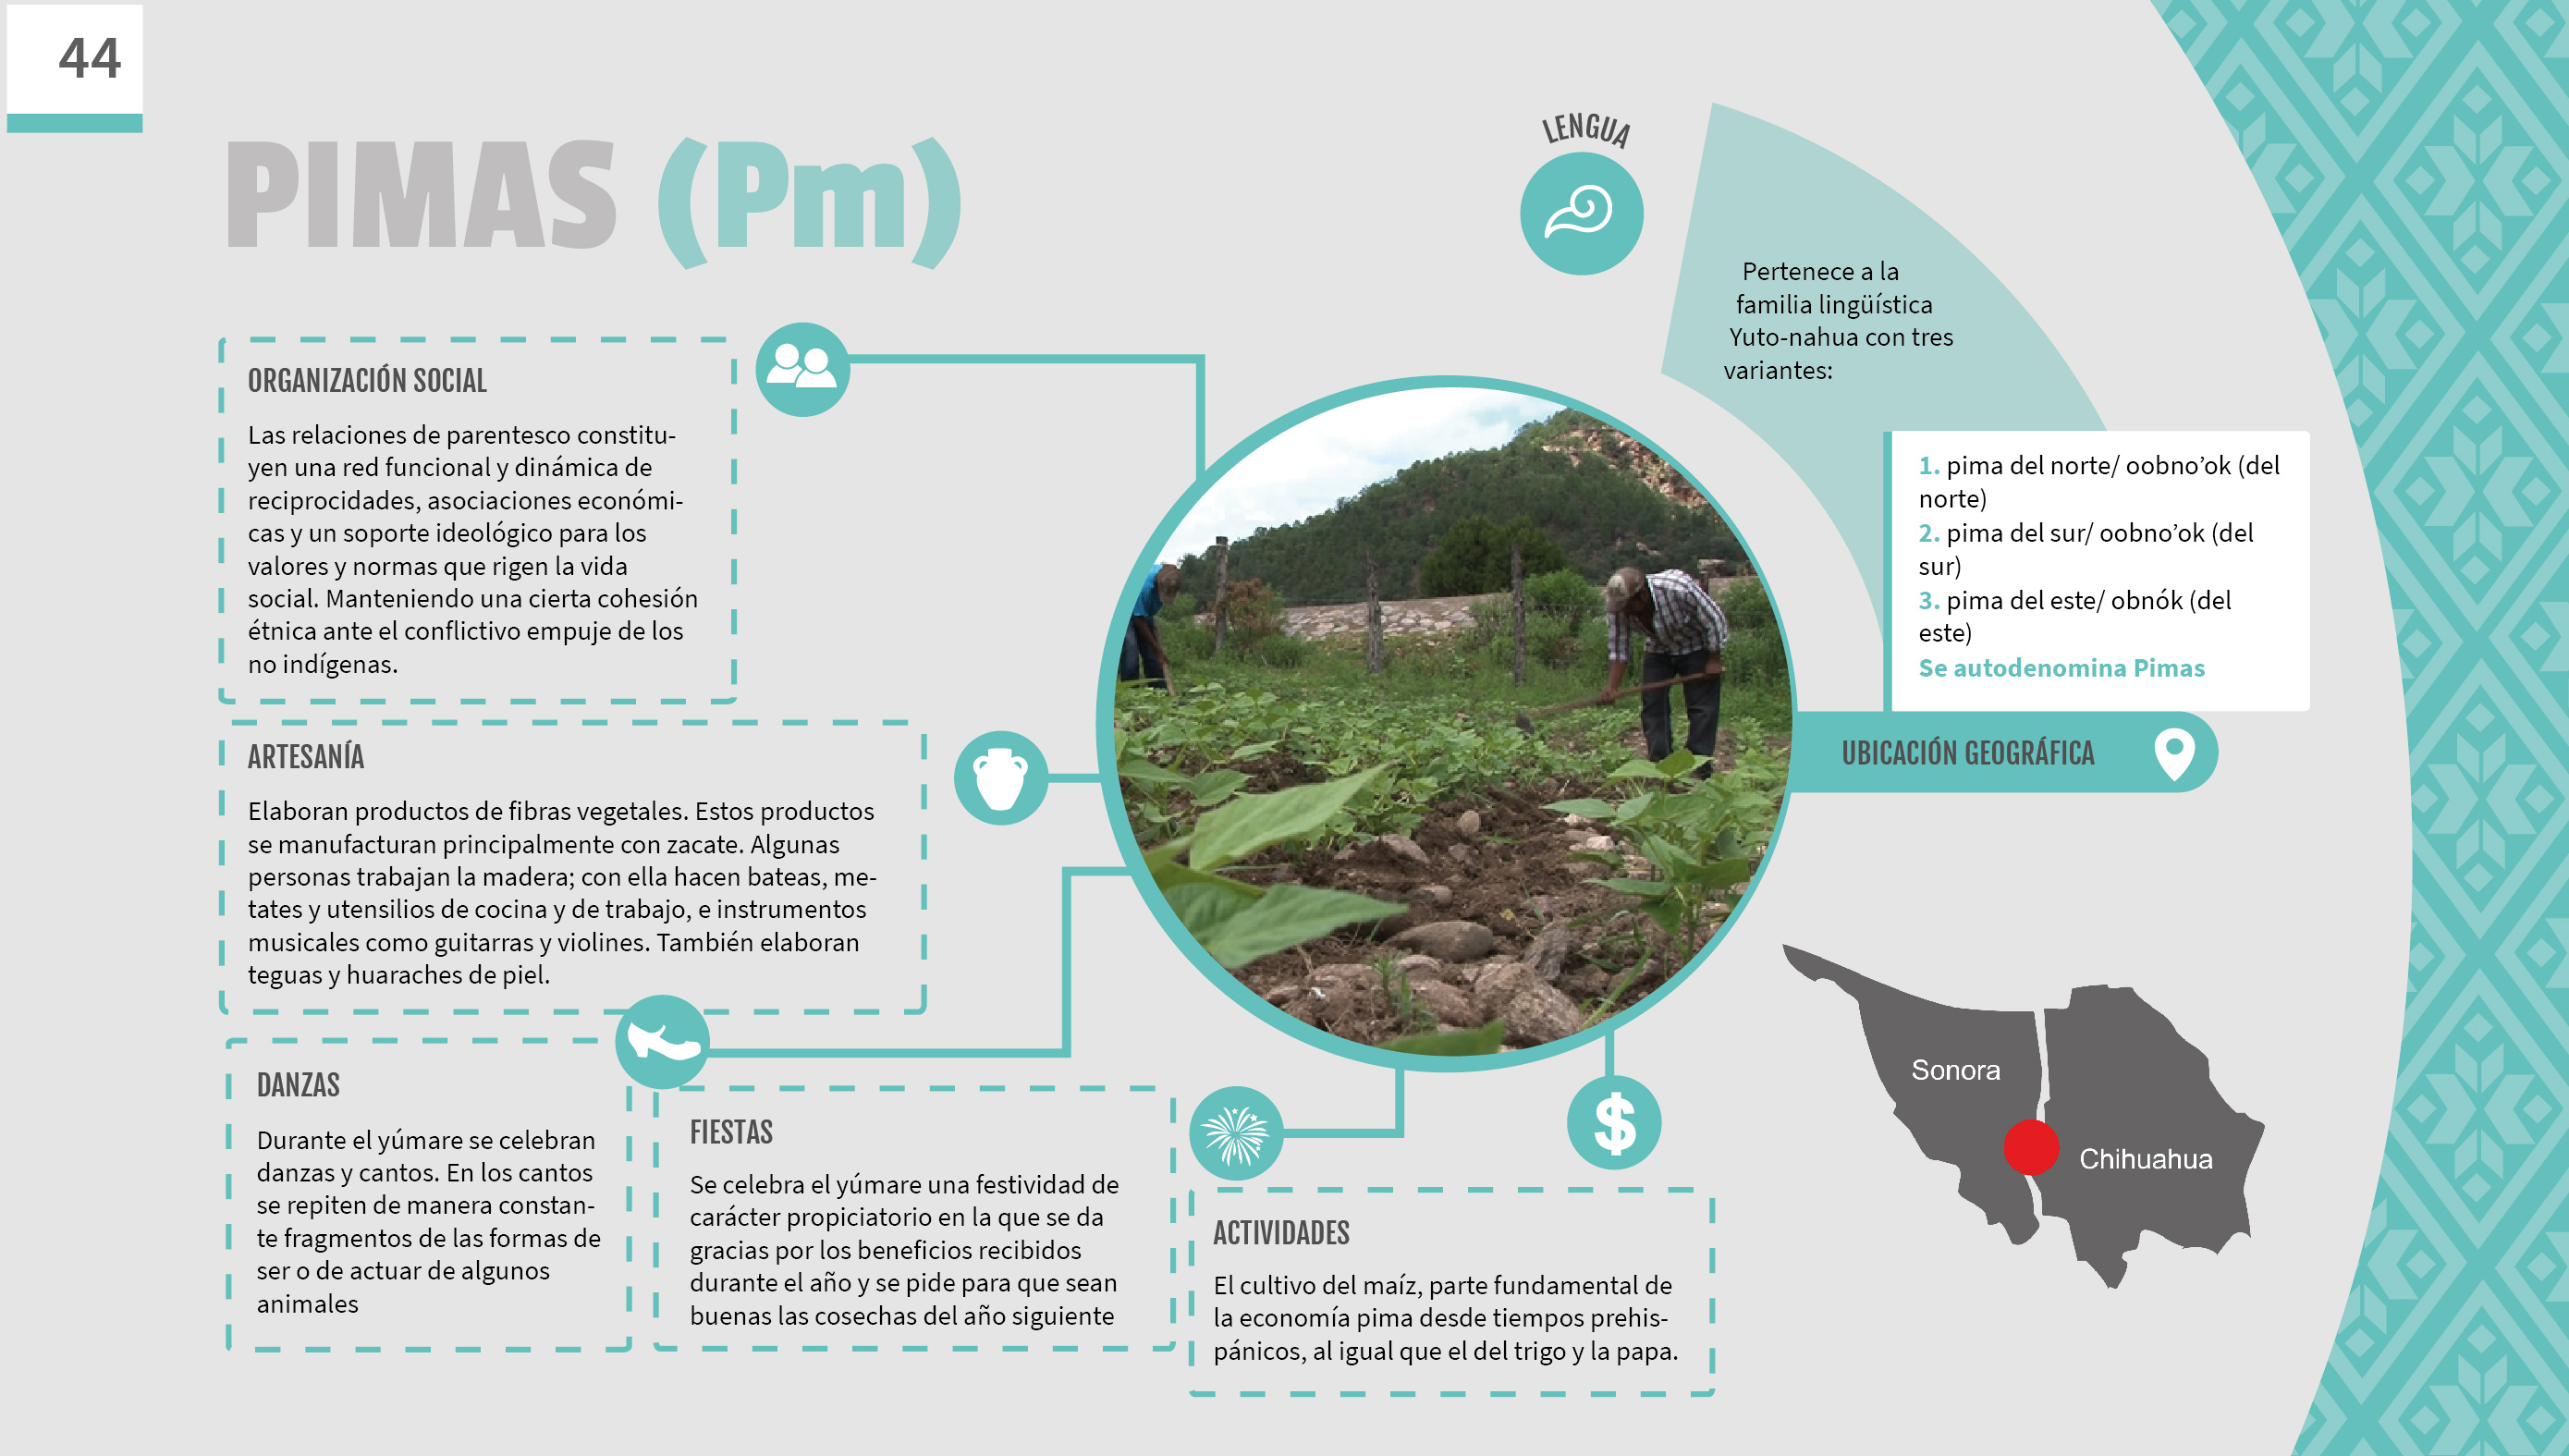 44
PIMAS (Pm)
LENGUA
Pertenece a la
familia lingüística
Yuto-nahua con tres
variantes:
1. pima del norte/ oobno’ok (del
norte)
2. pima del sur/ oobno’ok (del
sur)
3. pima del este/ obnók (del
este)
Se autodenomina Pimas
UBICACIÓN GEOGRÁFICA
Sonora
Chihuahua
ORGANIZACIÓN SOCIAL
Las relaciones de parentesco constitu-
yen una red funcional y dinámica de
reciprocidades, asociaciones económi-
cas y un soporte ideológico para los
valores y normas que rigen la vida
social. Manteniendo una cierta cohesión
étnica ante el conflictivo empuje de los
no indígenas.
ARTESANÍA
Elaboran productos de fibras vegetales. Estos productos
se manufacturan principalmente con zacate. Algunas
personas trabajan la madera; con ella hacen bateas, me-
tates y utensilios de cocina y de trabajo, e instrumentos
musicales como guitarras y violines. También elaboran
teguas y huaraches de piel.
DANZAS
Durante el yúmare se celebran
danzas y cantos. En los cantos
se repiten de manera constan-
te fragmentos de las formas de
ser o de actuar de algunos
animales
FIESTAS
Se celebra el yúmare una festividad de
carácter propiciatorio en la que se da
gracias por los beneficios recibidos
durante el año y se pide para que sean
buenas las cosechas del año siguiente
$
ACTIVIDADES
El cultivo del maíz, parte fundamental de
la economía pima desde tiempos prehis-
pánicos, al igual que el del trigo y la papa.